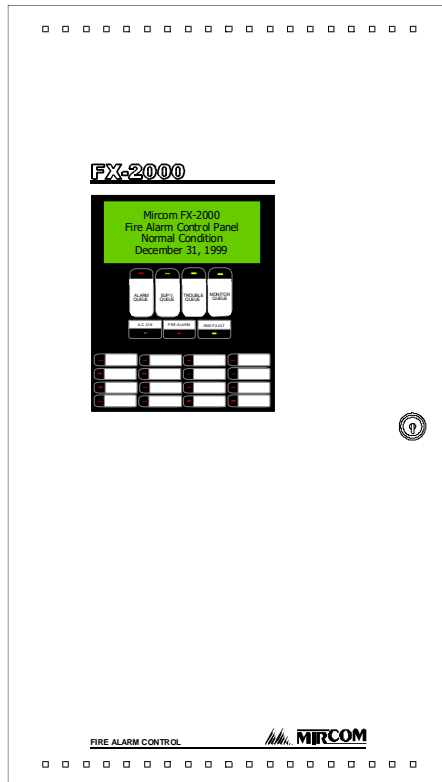 FX-2000
Mircom FX-2000
Fire Alarm Control Panel
Normal Condition
December 31, 1999
ALARM QUEUE
SUPV. QUEUE
TROUBLE QUEUE
MONITOR QUEUE
A.C. ON
PRE ALARM
GND FAULT
FIRE ALARM CONTROL
MIRCOM